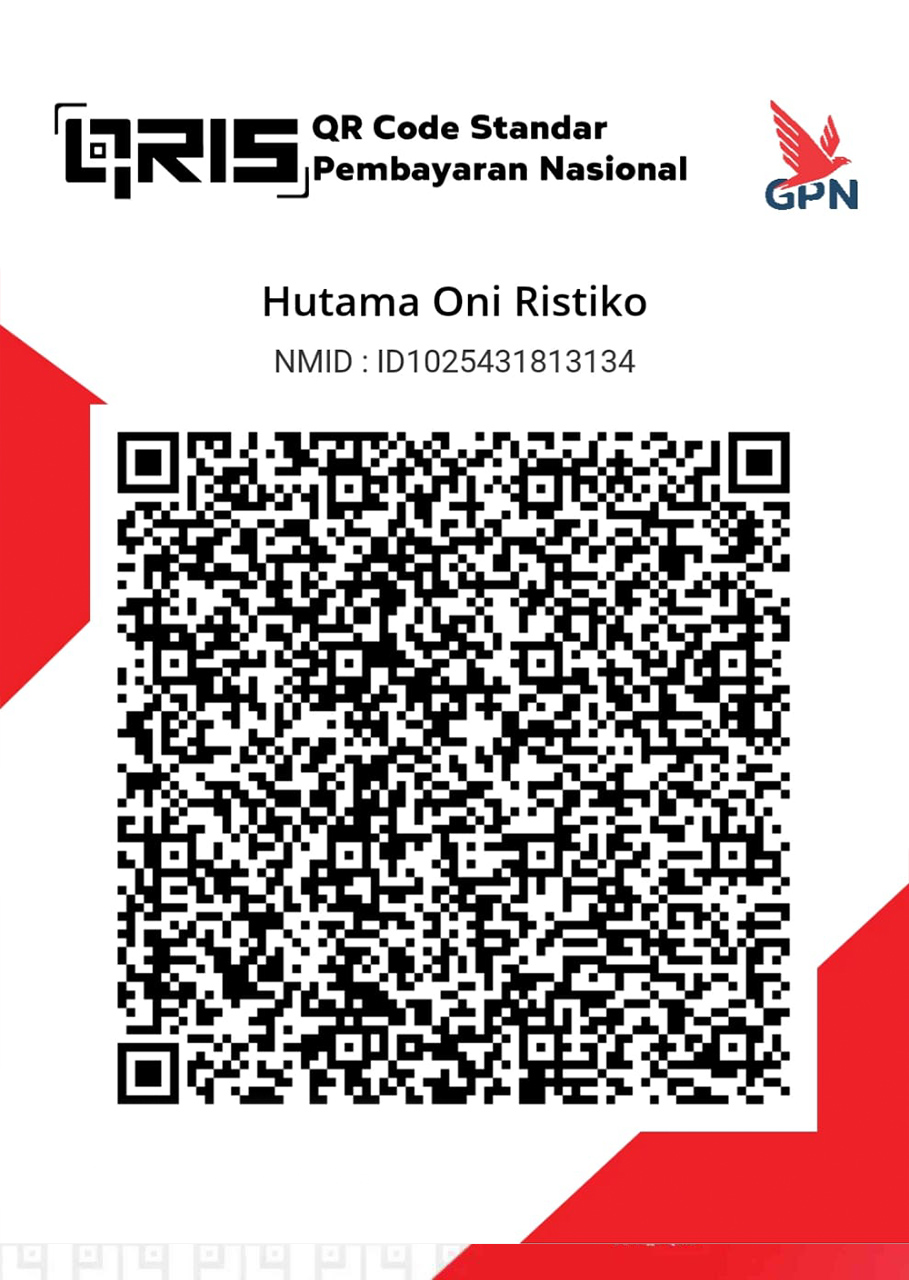 QRIS
QR Code Standar
Pembayaran Nasional
GPN
Hutama Oni Ristiko
NMID : ID1025431813134